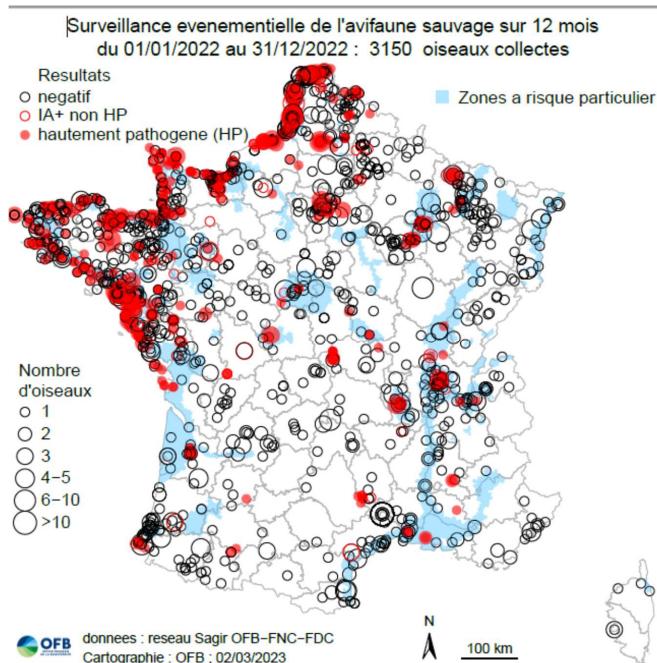 Surveillance evenementielle de l'avifaune sauvage sur 12 mois
du 01/01/2022 au 31/12/2022 : 3150 oiseaux collectes
Resultats
negatif
IA+ non HP
hautement pathogene (HP)
Zones a risque particulier
Nombre
d'oiseaux
1
2
3
4−5
6−10
>10
N
100 km
OFB
donnees : reseau Sagir OFB−FNC−FDC
Cartographie : OFB : 02/03/2023